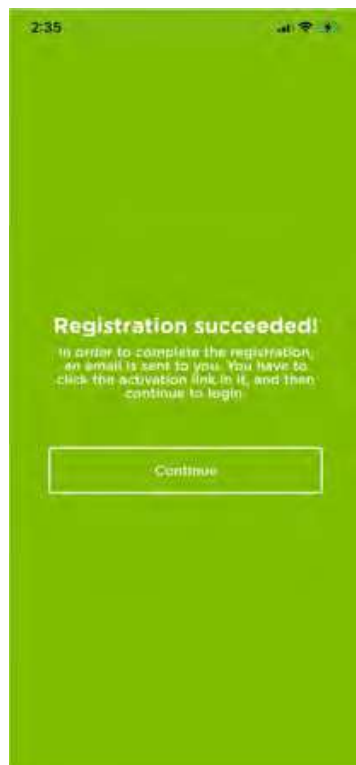 2:35
Registration succeeded!
In order to complete the registration,
an email is sent to you. You have to
click the activation link in it, and then
continue to login
Continue